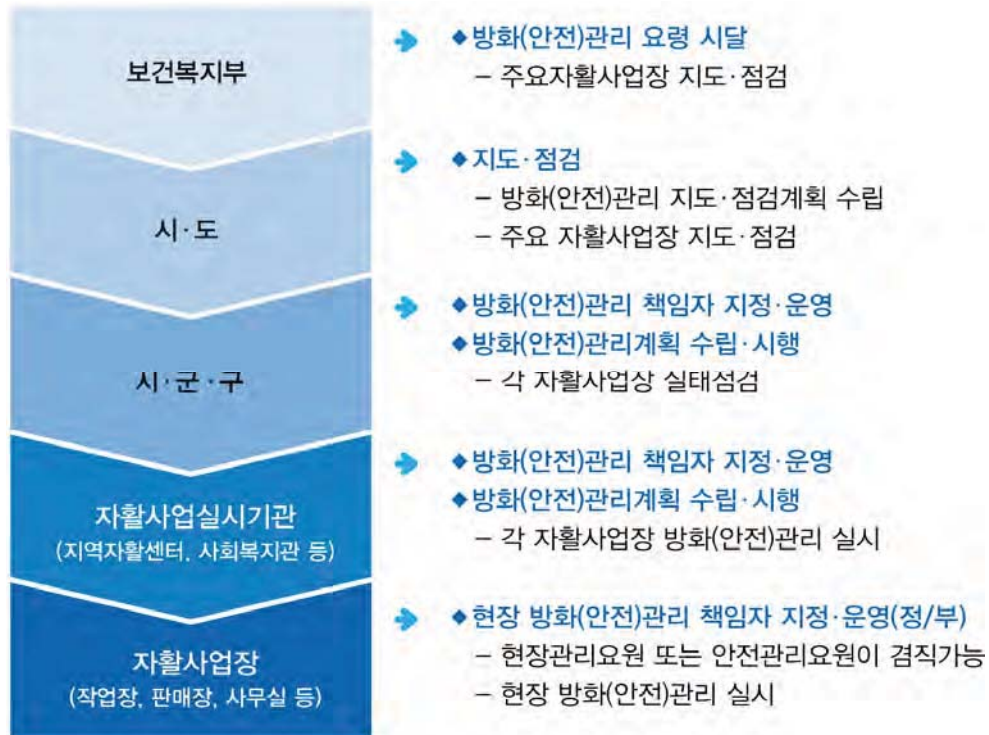 보건복지부
➔ ◆방화(안전)관리 요령 시달
– 주요자활사업장 지도·점검
시·도
➔ ◆지도·점검
– 방화(안전)관리 지도·점검계획 수립
– 주요 자활사업장 지도·점검
시·군·구
➔ ◆방화(안전)관리 책임자 지정·운영
◆방화(안전)관리계획 수립·시행
– 각 자활사업장 실태점검
자활사업실시기관
(지역자활센터, 사회복지관 등)
➔ ◆방화(안전)관리 책임자 지정·운영
◆방화(안전)관리계획 수립·시행
– 각 자활사업장 방화(안전)관리 실시
자활사업장
(작업장, 판매장, 사무실 등)
➔ ◆현장 방화(안전)관리 책임자 지정·운영(정/부)
– 현장관리요원 또는 안전관리요원이 겸직가능
– 현장 방화(안전)관리 실시